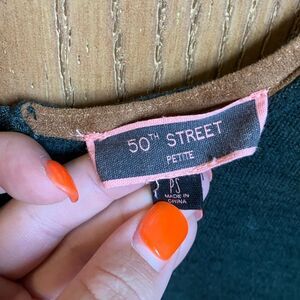 50TH STREET
PETITE
PS
MADE IN
CHINA